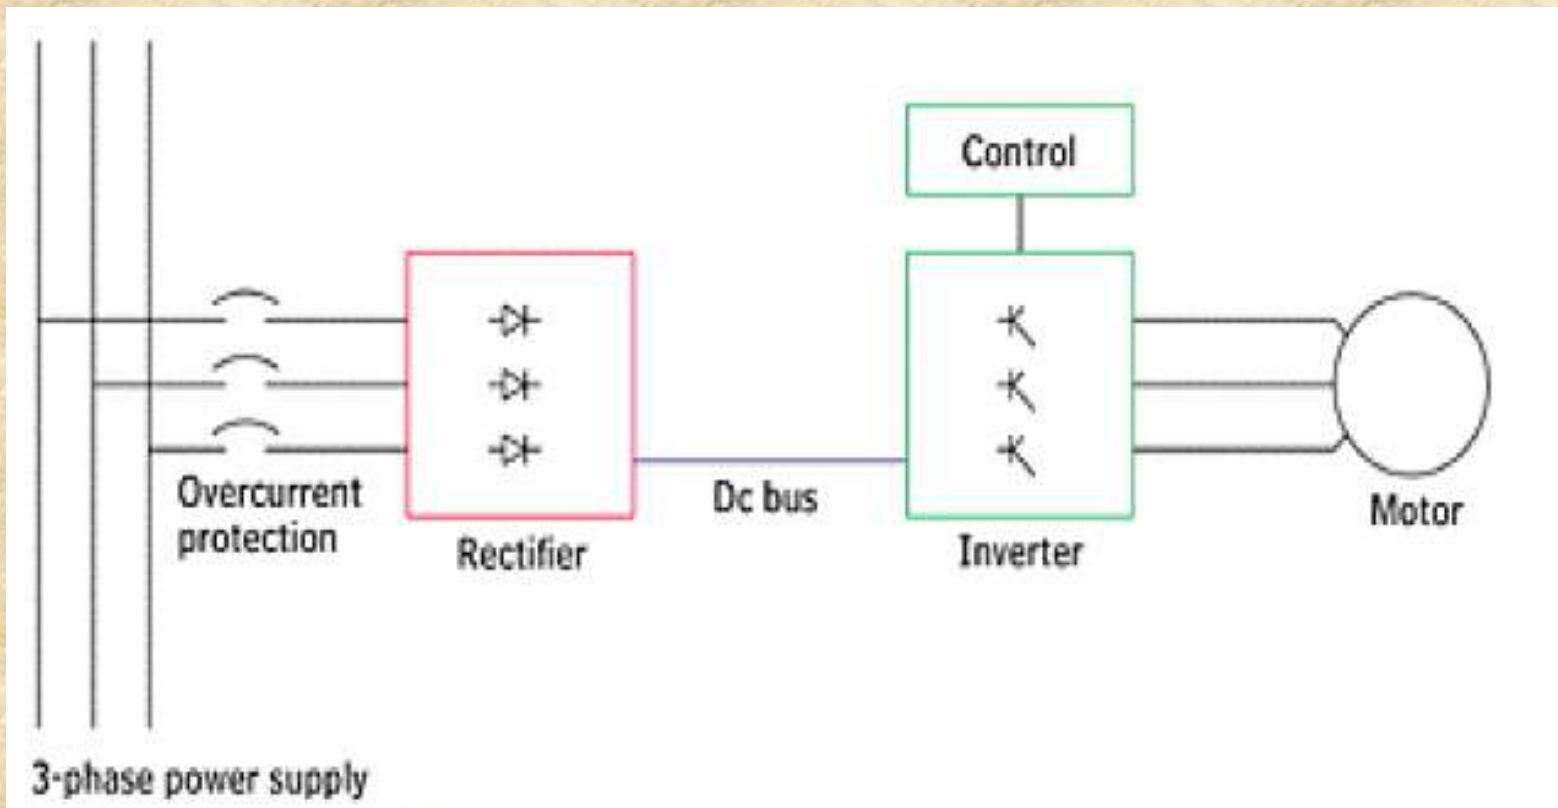 Control
Overcurrent
protection
Rectifier
Dc bus
Inverter
Motor
3-phase power supply